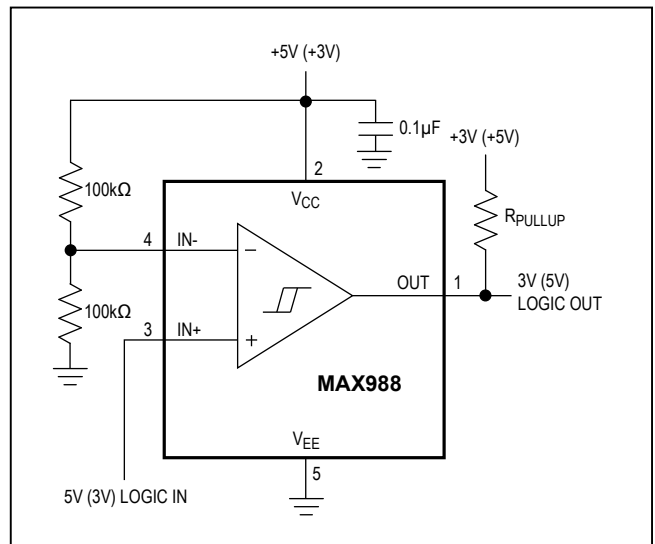 +5V (+3V)
0.1µF
+3V (+5V)
2
100kΩ
VCC
RPULLUP
4 IN-
−
OUT 1
3V (5V)
LOGIC OUT
100kΩ
3 IN+
+
MAX988
VEE
5
5V (3V) LOGIC IN